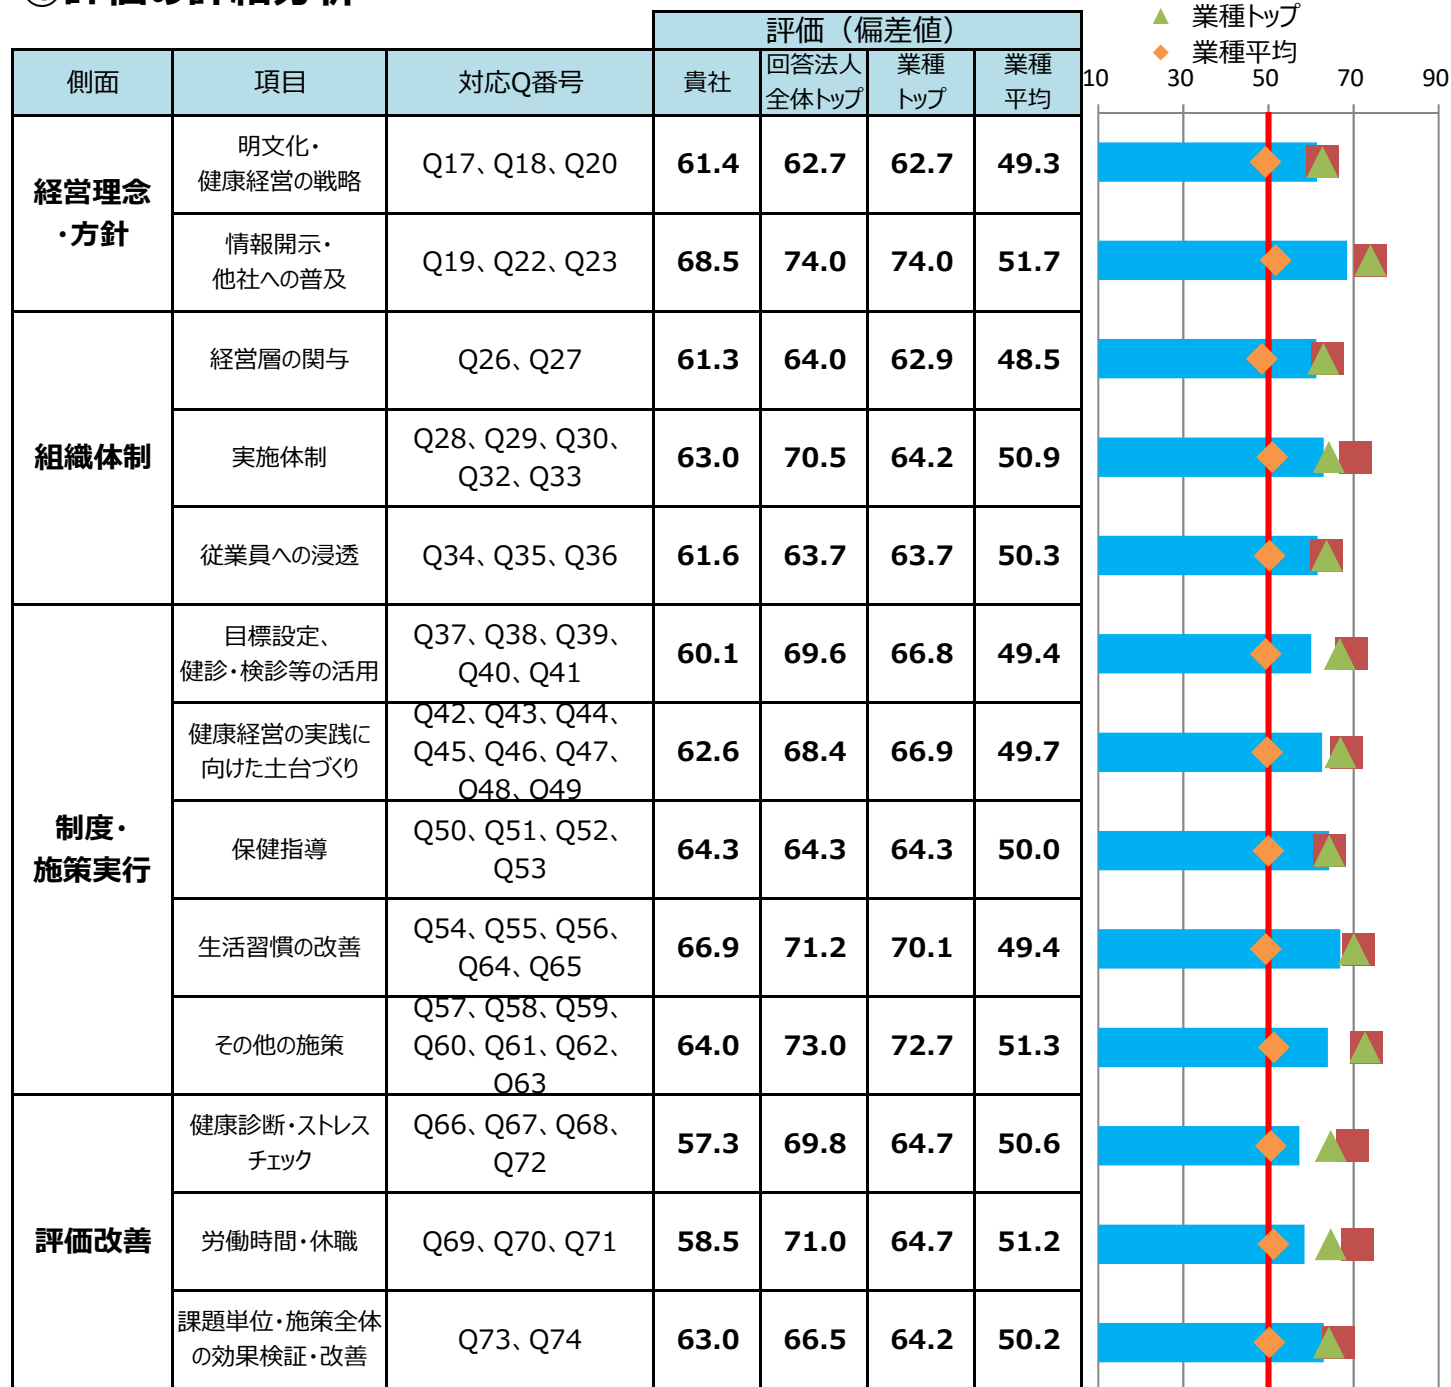 評価の詳細分析
▲ 業種トップ
◆ 業種平均
評価（偏差値）
側面 項目 対応Q番号 貴社 回答法人全体トップ 業種トップ 業種平均
10 30 50 70 90
経営理念・方針
明文化・健康経営の戦略 Q17、Q18、Q20 61.4 62.7 62.7 49.3
情報開示・他社への普及 Q19、Q22、Q23 68.5 74.0 74.0 51.7
組織体制
経営層の関与 Q26、Q27 61.3 64.0 62.9 48.5
実施体制 Q28、Q29、Q30、Q32、Q33 63.0 70.5 64.2 50.9
従業員への浸透 Q34、Q35、Q36 61.6 63.7 63.7 50.3
制度・施策実行
目標設定、健診・検診等の活用 Q37、Q38、Q39、Q40、Q41 60.1 69.6 66.8 49.4
健康経営の実践に向けた土台づくり Q42、Q43、Q44、Q45、Q46、Q47、Q48、Q49 62.6 68.4 66.9 49.7
保健指導 Q50、Q51、Q52、Q53 64.3 64.3 64.3 50.0
生活習慣の改善 Q54、Q55、Q56、Q64、Q65 66.9 71.2 70.1 49.4
その他の施策 Q57、Q58、Q59、Q60、Q61、Q62、Q63 64.0 73.0 72.7 51.3
評価改善
健康診断・ストレスチェック Q66、Q67、Q68、Q72 57.3 69.8 64.7 50.6
労働時間・休職 Q69、Q70、Q71 58.5 71.0 64.7 51.2
課題単位・施策全体の効果検証・改善 Q73、Q74 63.0 66.5 64.2 50.2